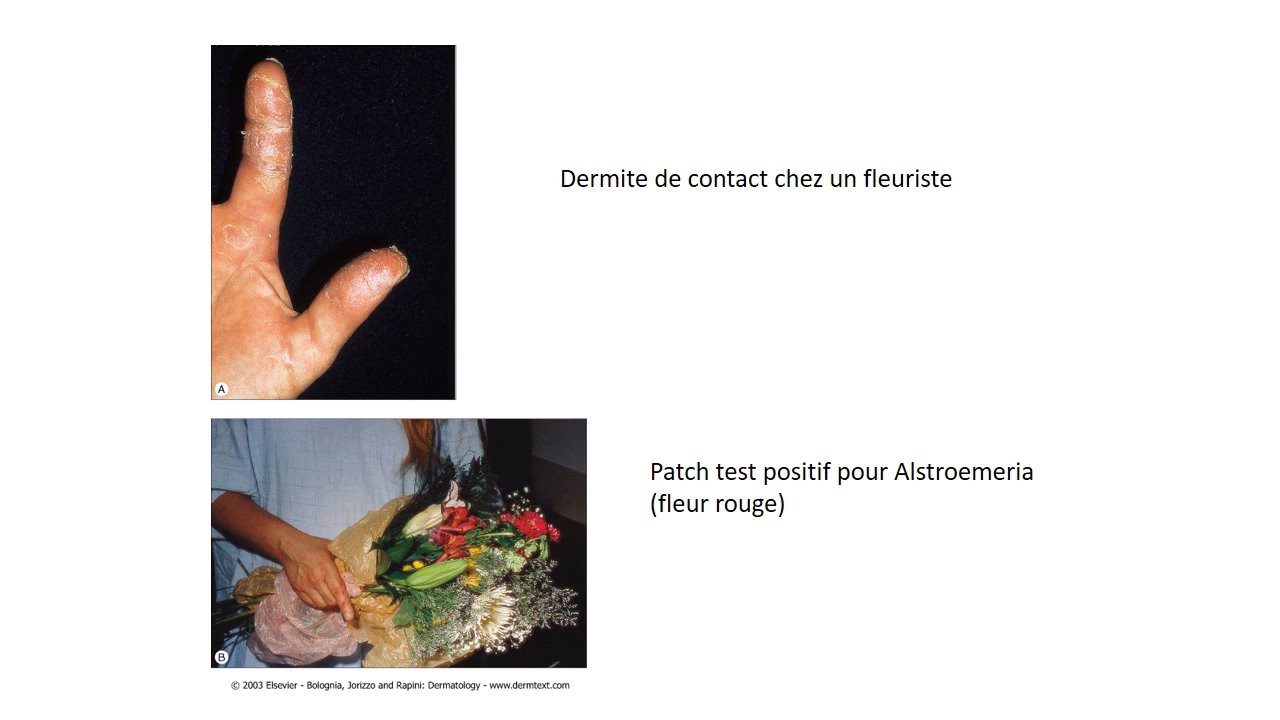 Dermite de contact chez un fleuriste
A
Patch test positif pour Alstroemeria
(fleur rouge)
B
© 2003 Elsevier - Bolognia, Jorizzo and Rapini: Dermatology - www.dermtext.com